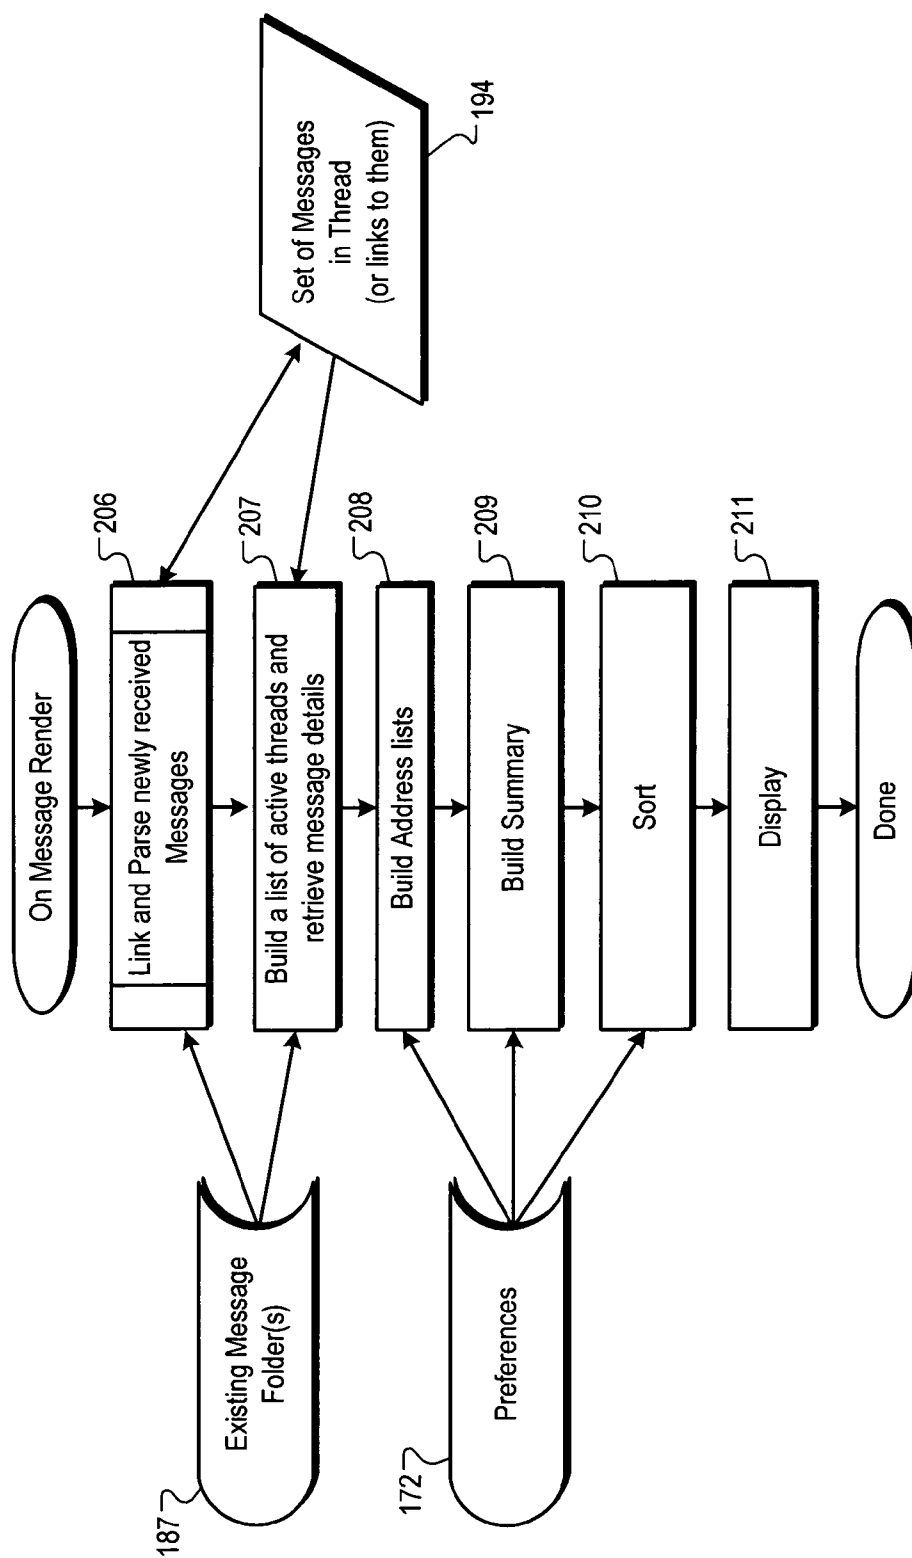 On Message Render
206
Link and Parse newly received
Messages
207
Build a list of active threads and
retrieve message details
208
Build Address lists
209
Build Summary
210
Sort
211
Display
Done
187
Existing Message
Folder(s)
172
Preferences
Set of Messages
in Thread
(or links to them)
194